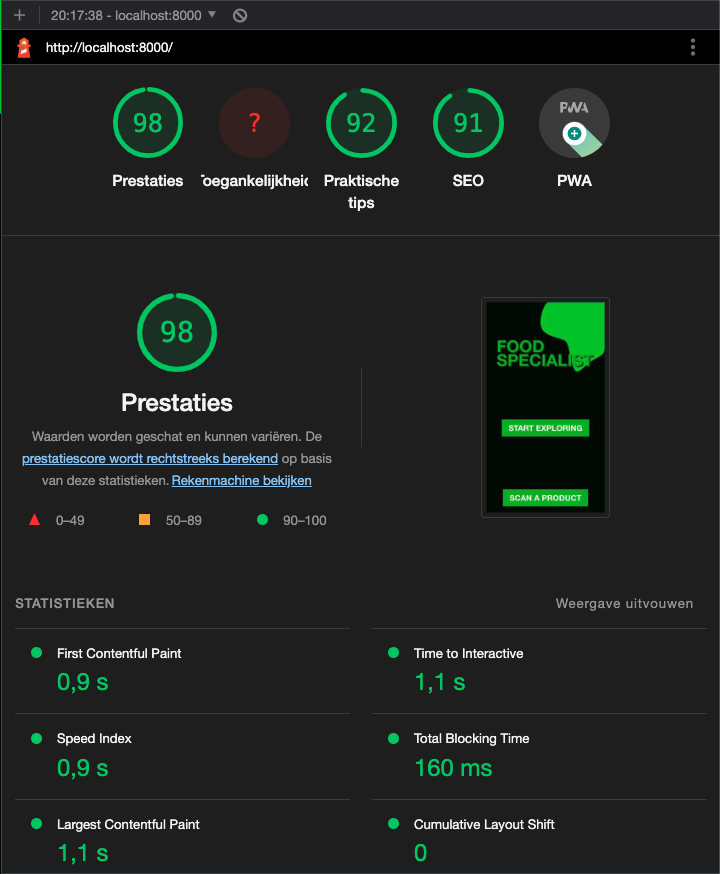 20:17:38 - localhost:8000
http://localhost:8000/
98
?
92
91
PWA
Prestaties
Toegankelijkheid
Praktische
tips
SEO
PWA
98
Prestaties
Waarden worden geschat en kunnen variëren. De
prestatiescore wordt rechtstreeks berekend op basis
van deze statistieken. Rekenmachine bekijken
0–49
50–89
90–100
FOOD
SPECIALIST
START EXPLORING
SCAN A PRODUCT
STATISTIEKEN
Weergave uitvouwen
First Contentful Paint
0,9 s
Time to Interactive
1,1 s
Speed Index
0,9 s
Total Blocking Time
160 ms
Largest Contentful Paint
1,1 s
Cumulative Layout Shift
0